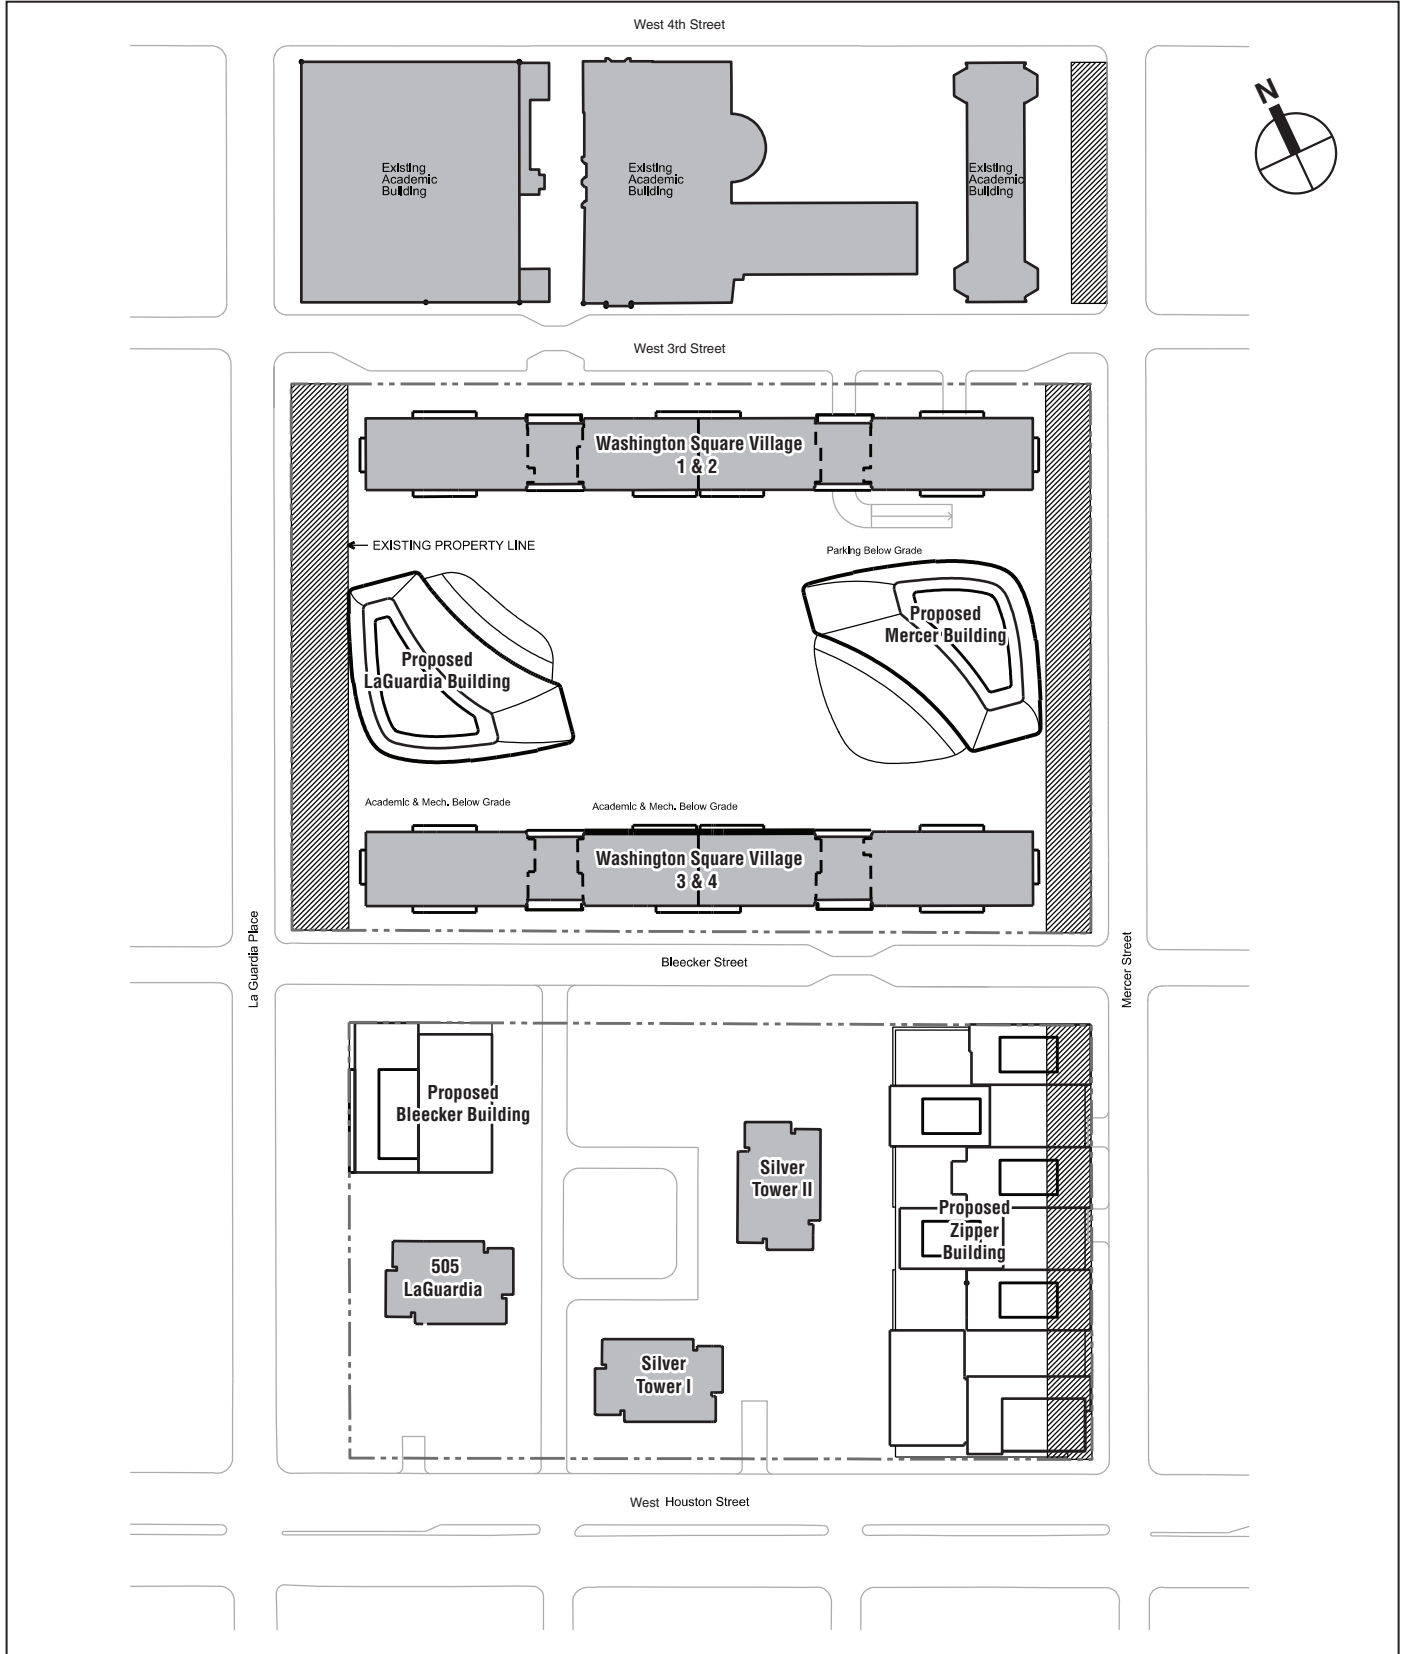 West 4th Street
N
Existing
Academic
Building
Existing
Academic
Building
Existing
Academic
Building
West 3rd Street
Washington Square Village
1 & 2
EXISTING PROPERTY LINE
Parking Below Grade
Proposed
Mercer Building
Proposed
LaGuardia Building
Academic & Mech. Below Grade
Academic & Mech. Below Grade
Washington Square Village
3 & 4
La Guardia Place
Mercer Street
Bleecker Street
Proposed
Bleecker Building
Silver
Tower II
Proposed
Zipper
Building
505
LaGuardia
Silver
Tower I
West Houston Street